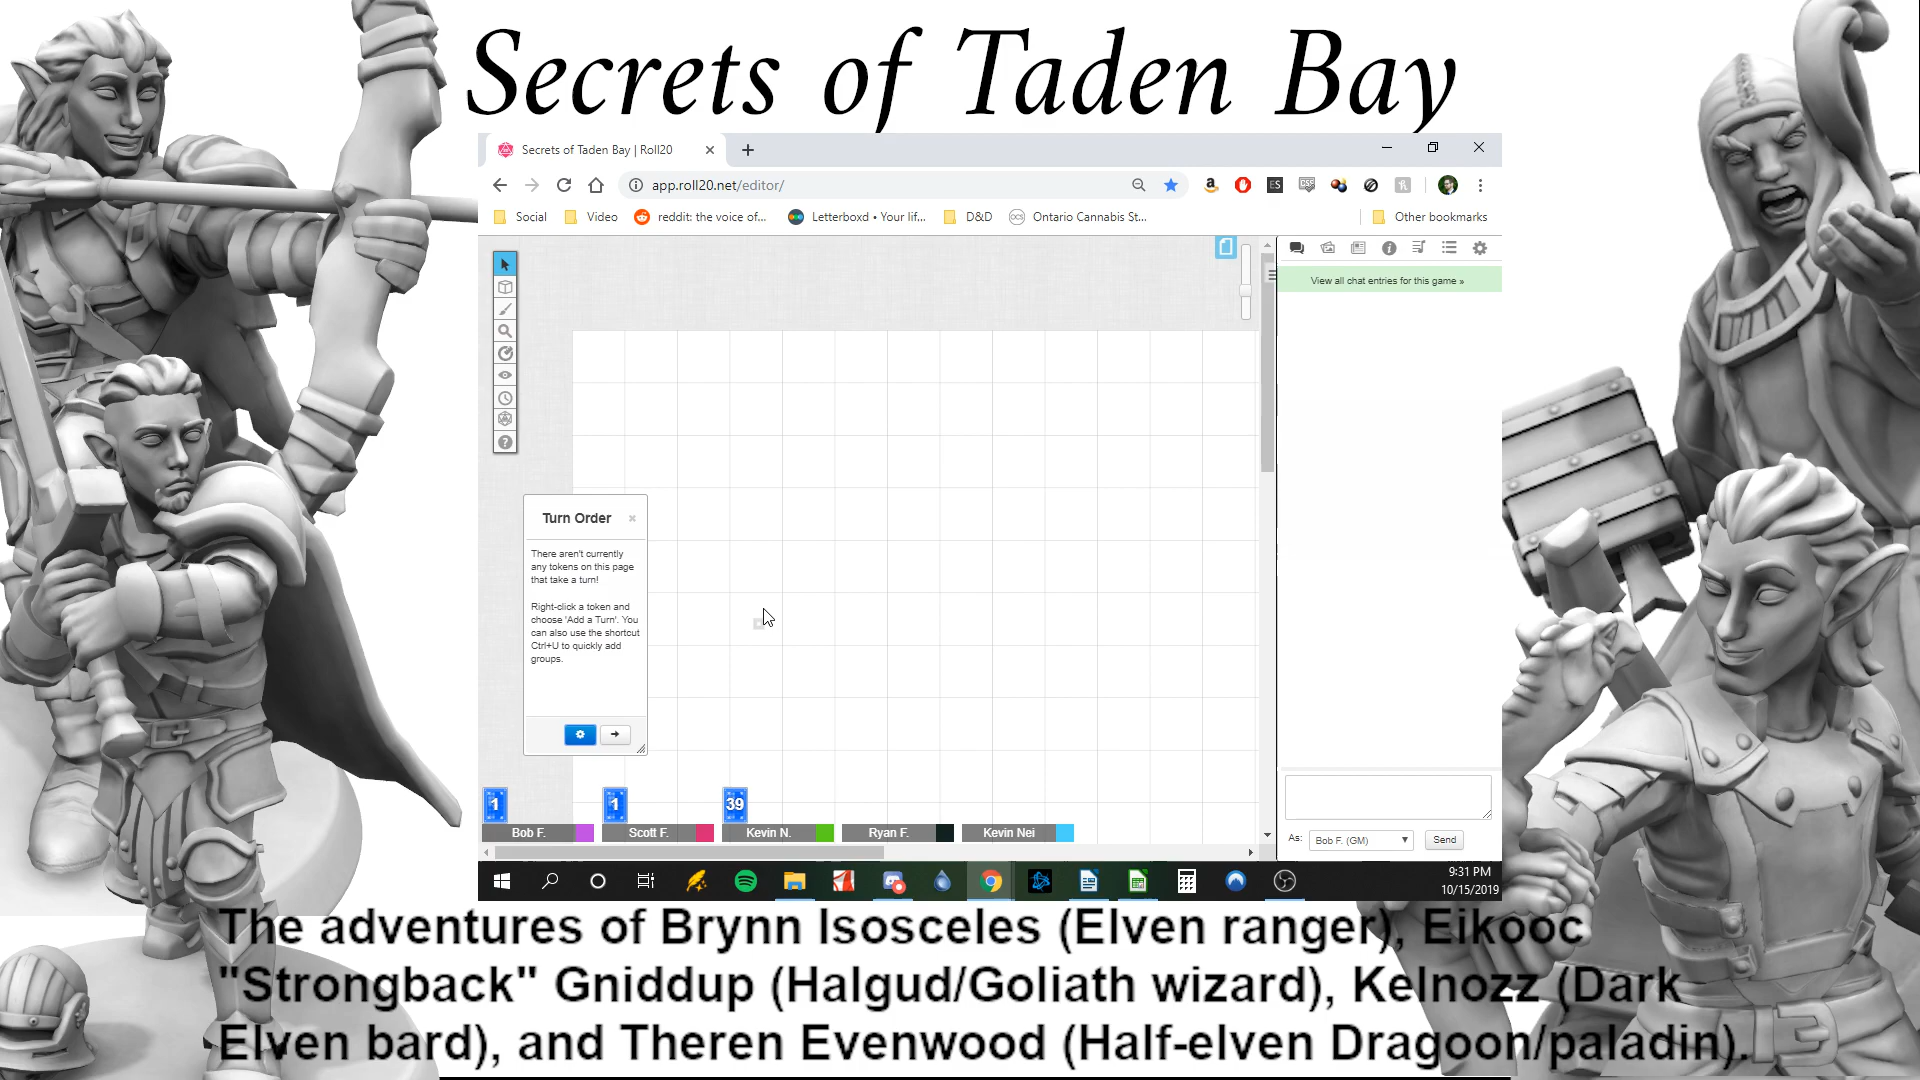 Secrets of Taden Bay
Secrets of Taden Bay | Roll20
app.roll20.net/editor/
ES
CSS
Social
Video
reddit: the voice of...
Letterboxd • Your lif...
D&D
OCS
Ontario Cannabis St...
Other bookmarks
View all chat entries for this game »
Turn Order
There aren't currently
any tokens on this page
that take a turn!
Right-click a token and
choose 'Add a Turn'. You
can also use the shortcut
Ctrl+U to quickly add
groups.
1
1
39
Bob F.
Scott F.
Kevin N.
Ryan F.
Kevin Nei
As:
Bob F. (GM)
Send
9:31 PM
10/15/2019
The adventures of Brynn Isosceles (Elven ranger), Eikooc
"Strongback" Gniddup (Halgud/Goliath wizard), Kelnozz (Dark
Elven bard), and Theren Evenwood (Half-elven Dragoon/paladin).